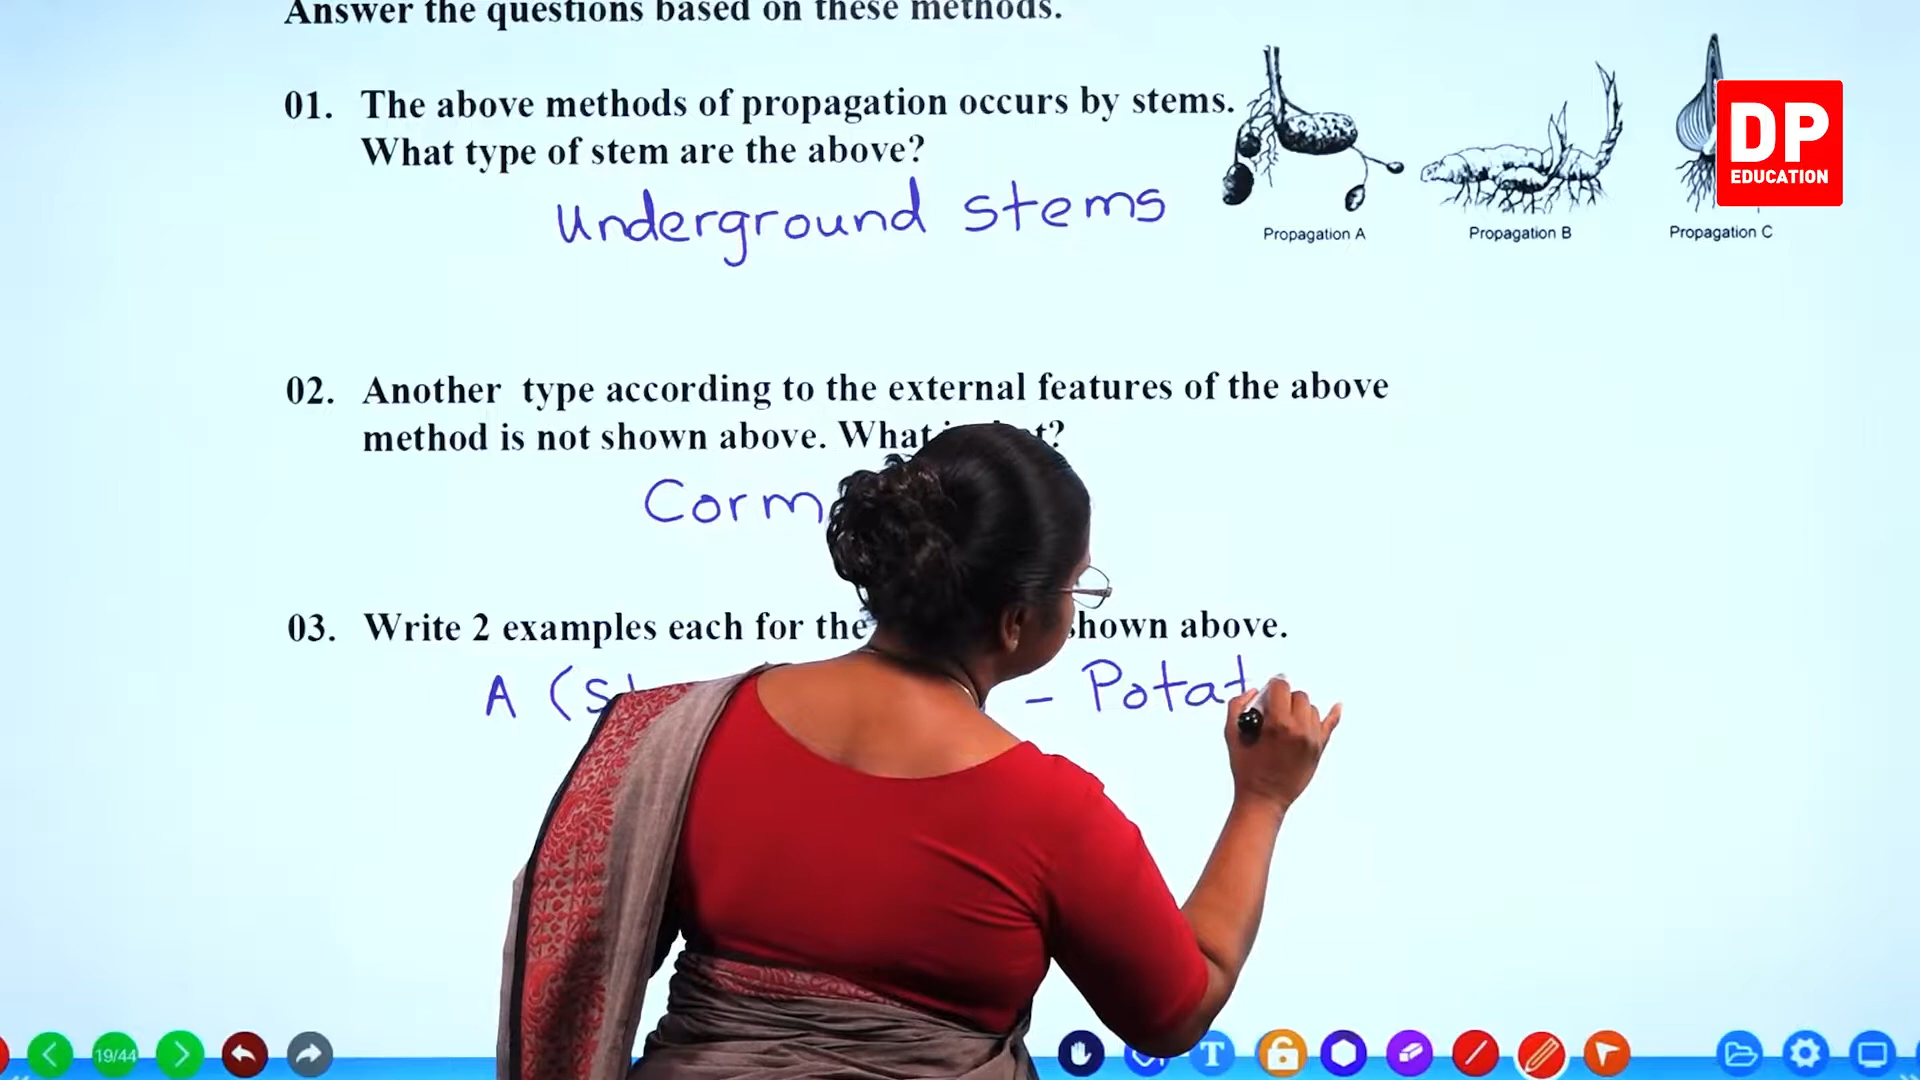 Answer the questions based on these methods.
01. The above methods of propagation occurs by stems.
What type of stem are the above?
Underground stems
DP
EDUCATION
Propagation A
Propagation B
Propagation C
02. Another type according to the external features of the above
method is not shown above. What
Corm
03. Write 2 examples each for the shown above.
A - Potat
19/44
T